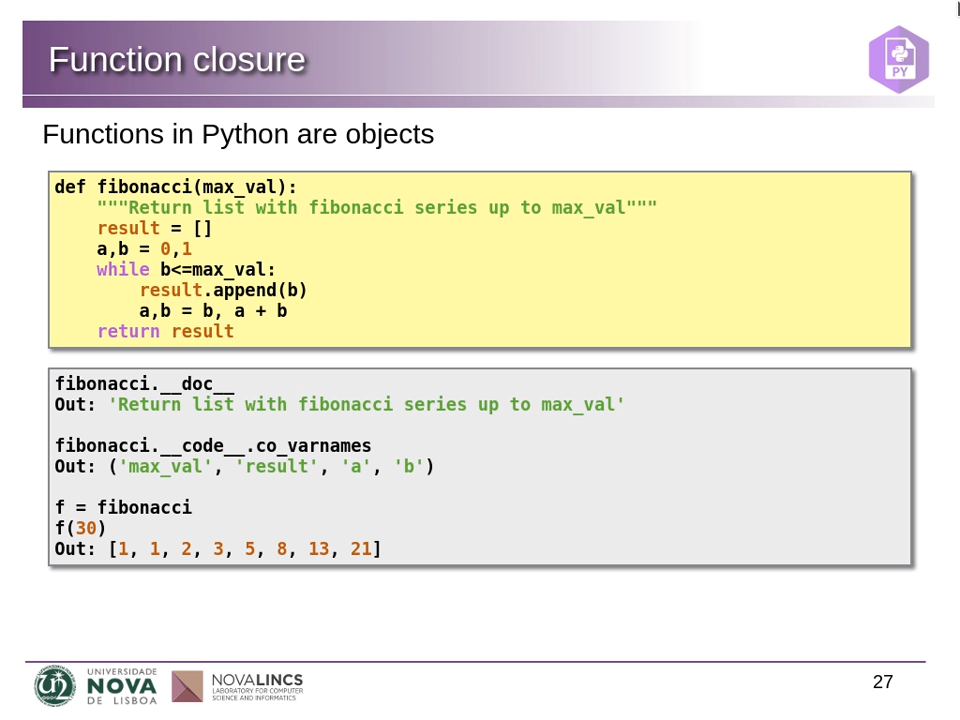 Function closure
PY
Functions in Python are objects
def fibonacci(max_val):
    """Return list with fibonacci series up to max_val"""
    result = []
    a,b = 0,1
    while b<=max_val:
        result.append(b)
        a,b = b, a + b
    return result
fibonacci.__doc__
Out: 'Return list with fibonacci series up to max_val'
fibonacci.__code__.co_varnames
Out: ('max_val', 'result', 'a', 'b')
f = fibonacci
f(30)
Out: [1, 1, 2, 3, 5, 8, 13, 21]
UNIVERSIDADE
NOVA
DE LISBOA
NOVALINCS
LABORATORY FOR COMPUTER
SCIENCE AND INFORMATICS
27